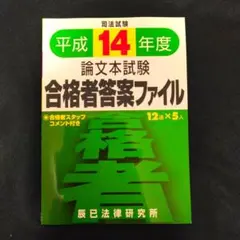 司法試験
平成14年度
論文本試験
合格者答案ファイル
合格者スタッフ
コメント付き
12通×5人
合格者
辰已法律研究所